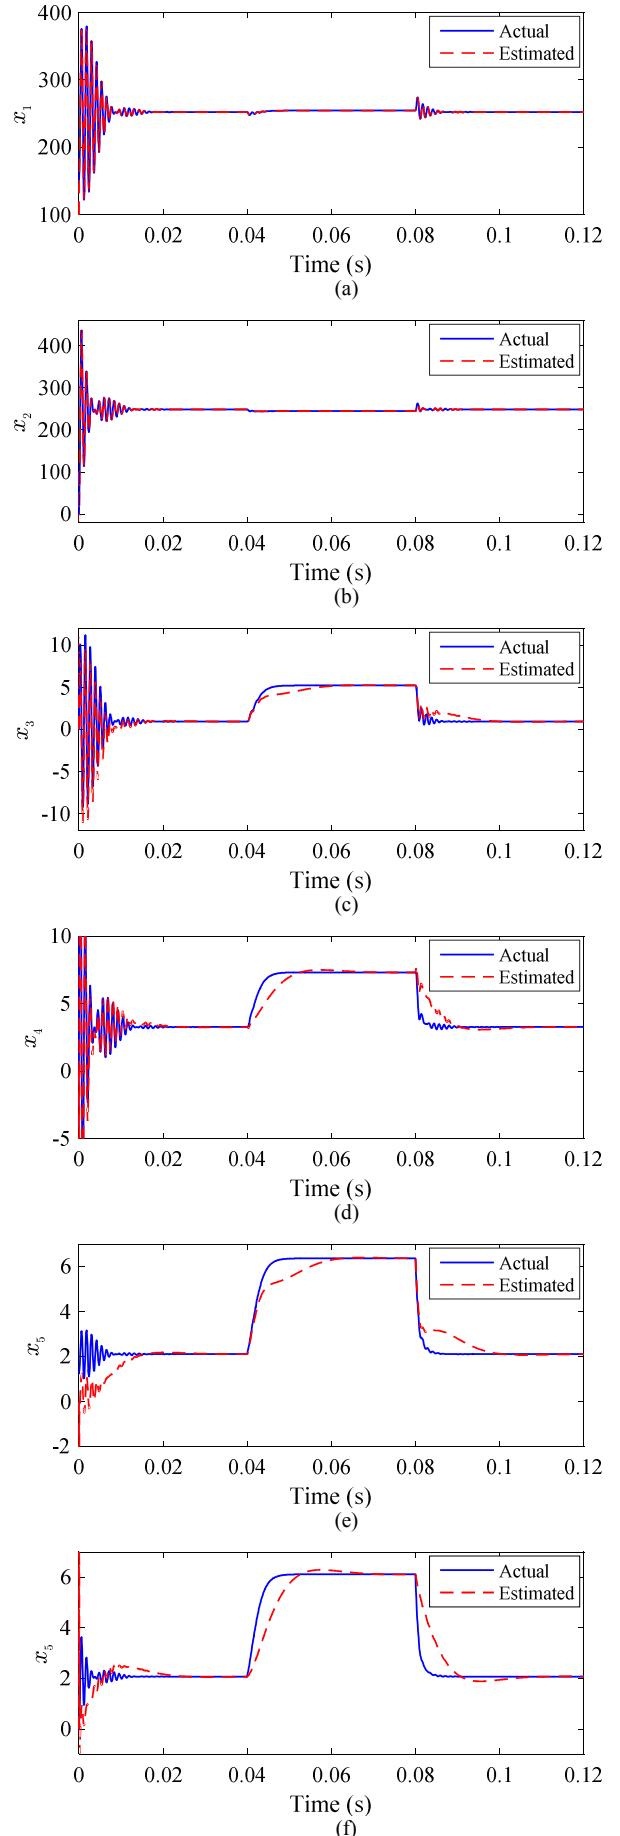 400
300
200
100
x1
Actual
Estimated
0 0.02 0.04 0.06 0.08 0.1 0.12
Time (s)
(a)
400
300
200
100
0
x2
Actual
Estimated
0 0.02 0.04 0.06 0.08 0.1 0.12
Time (s)
(b)
10
5
0
-5
-10
x3
Actual
Estimated
0 0.02 0.04 0.06 0.08 0.1 0.12
Time (s)
(c)
10
5
0
-5
x4
Actual
Estimated
0 0.02 0.04 0.06 0.08 0.1 0.12
Time (s)
(d)
6
4
2
0
-2
x5
Actual
Estimated
0 0.02 0.04 0.06 0.08 0.1 0.12
Time (s)
(e)
6
4
2
0
x5
Actual
Estimated
0 0.02 0.04 0.06 0.08 0.1 0.12
Time (s)
(f)